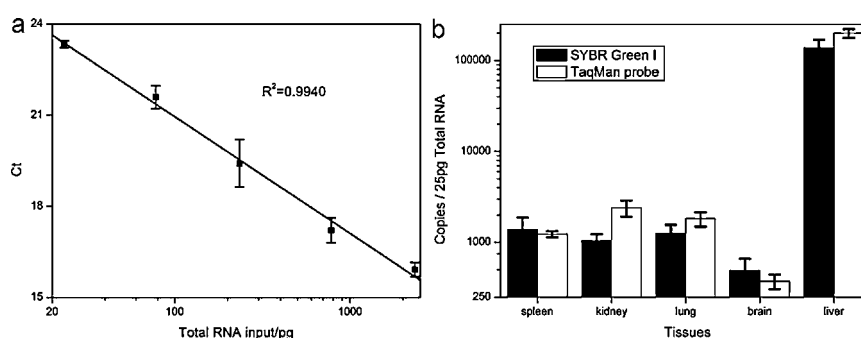 a
24
21
18
15
Ct
R²=0.9940
20
100
1000
Total RNA input/pg
b
SYBR Green I
TaqMan probe
100000
10000
1000
250
Copies / 25pg Total RNA
spleen
kidney
lung
brain
liver
Tissues